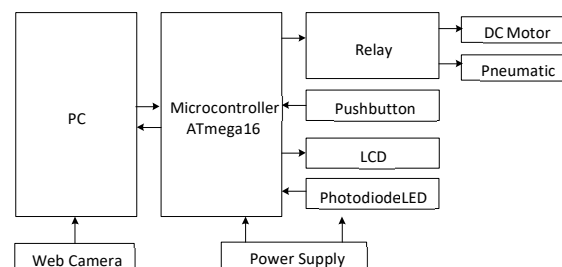 PC
Microcontroller
ATmega16
Relay
DC Motor
Pneumatic
Pushbutton
LCD
PhotodiodeLED
Web Camera
Power Supply